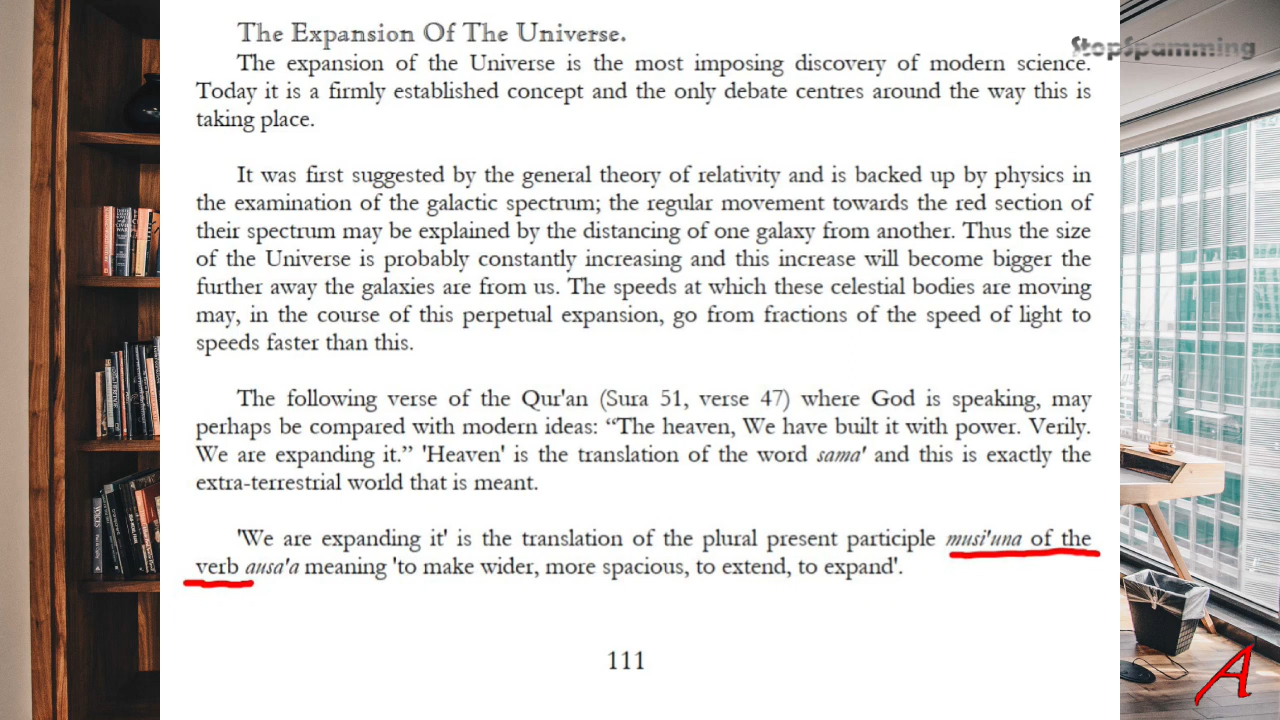 The Expansion Of The Universe.
StopSpamming
The expansion of the Universe is the most imposing discovery of modern science.
Today it is a firmly established concept and the only debate centres around the way this is
taking place.
It was first suggested by the general theory of relativity and is backed up by physics in
the examination of the galactic spectrum; the regular movement towards the red section of
their spectrum may be explained by the distancing of one galaxy from another. Thus the size
of the Universe is probably constantly increasing and this increase will become bigger the
further away the galaxies are from us. The speeds at which these celestial bodies are moving
may, in the course of this perpetual expansion, go from fractions of the speed of light to
speeds faster than this.
The following verse of the Qur'an (Sura 51, verse 47) where God is speaking, may
perhaps be compared with modern ideas: “The heaven, We have built it with power. Verily.
We are expanding it.” 'Heaven' is the translation of the word sama' and this is exactly the
extra-terrestrial world that is meant.
'We are expanding it' is the translation of the plural present participle musi'una of the
verb ausa'a meaning 'to make wider, more spacious, to extend, to expand'.
111
A